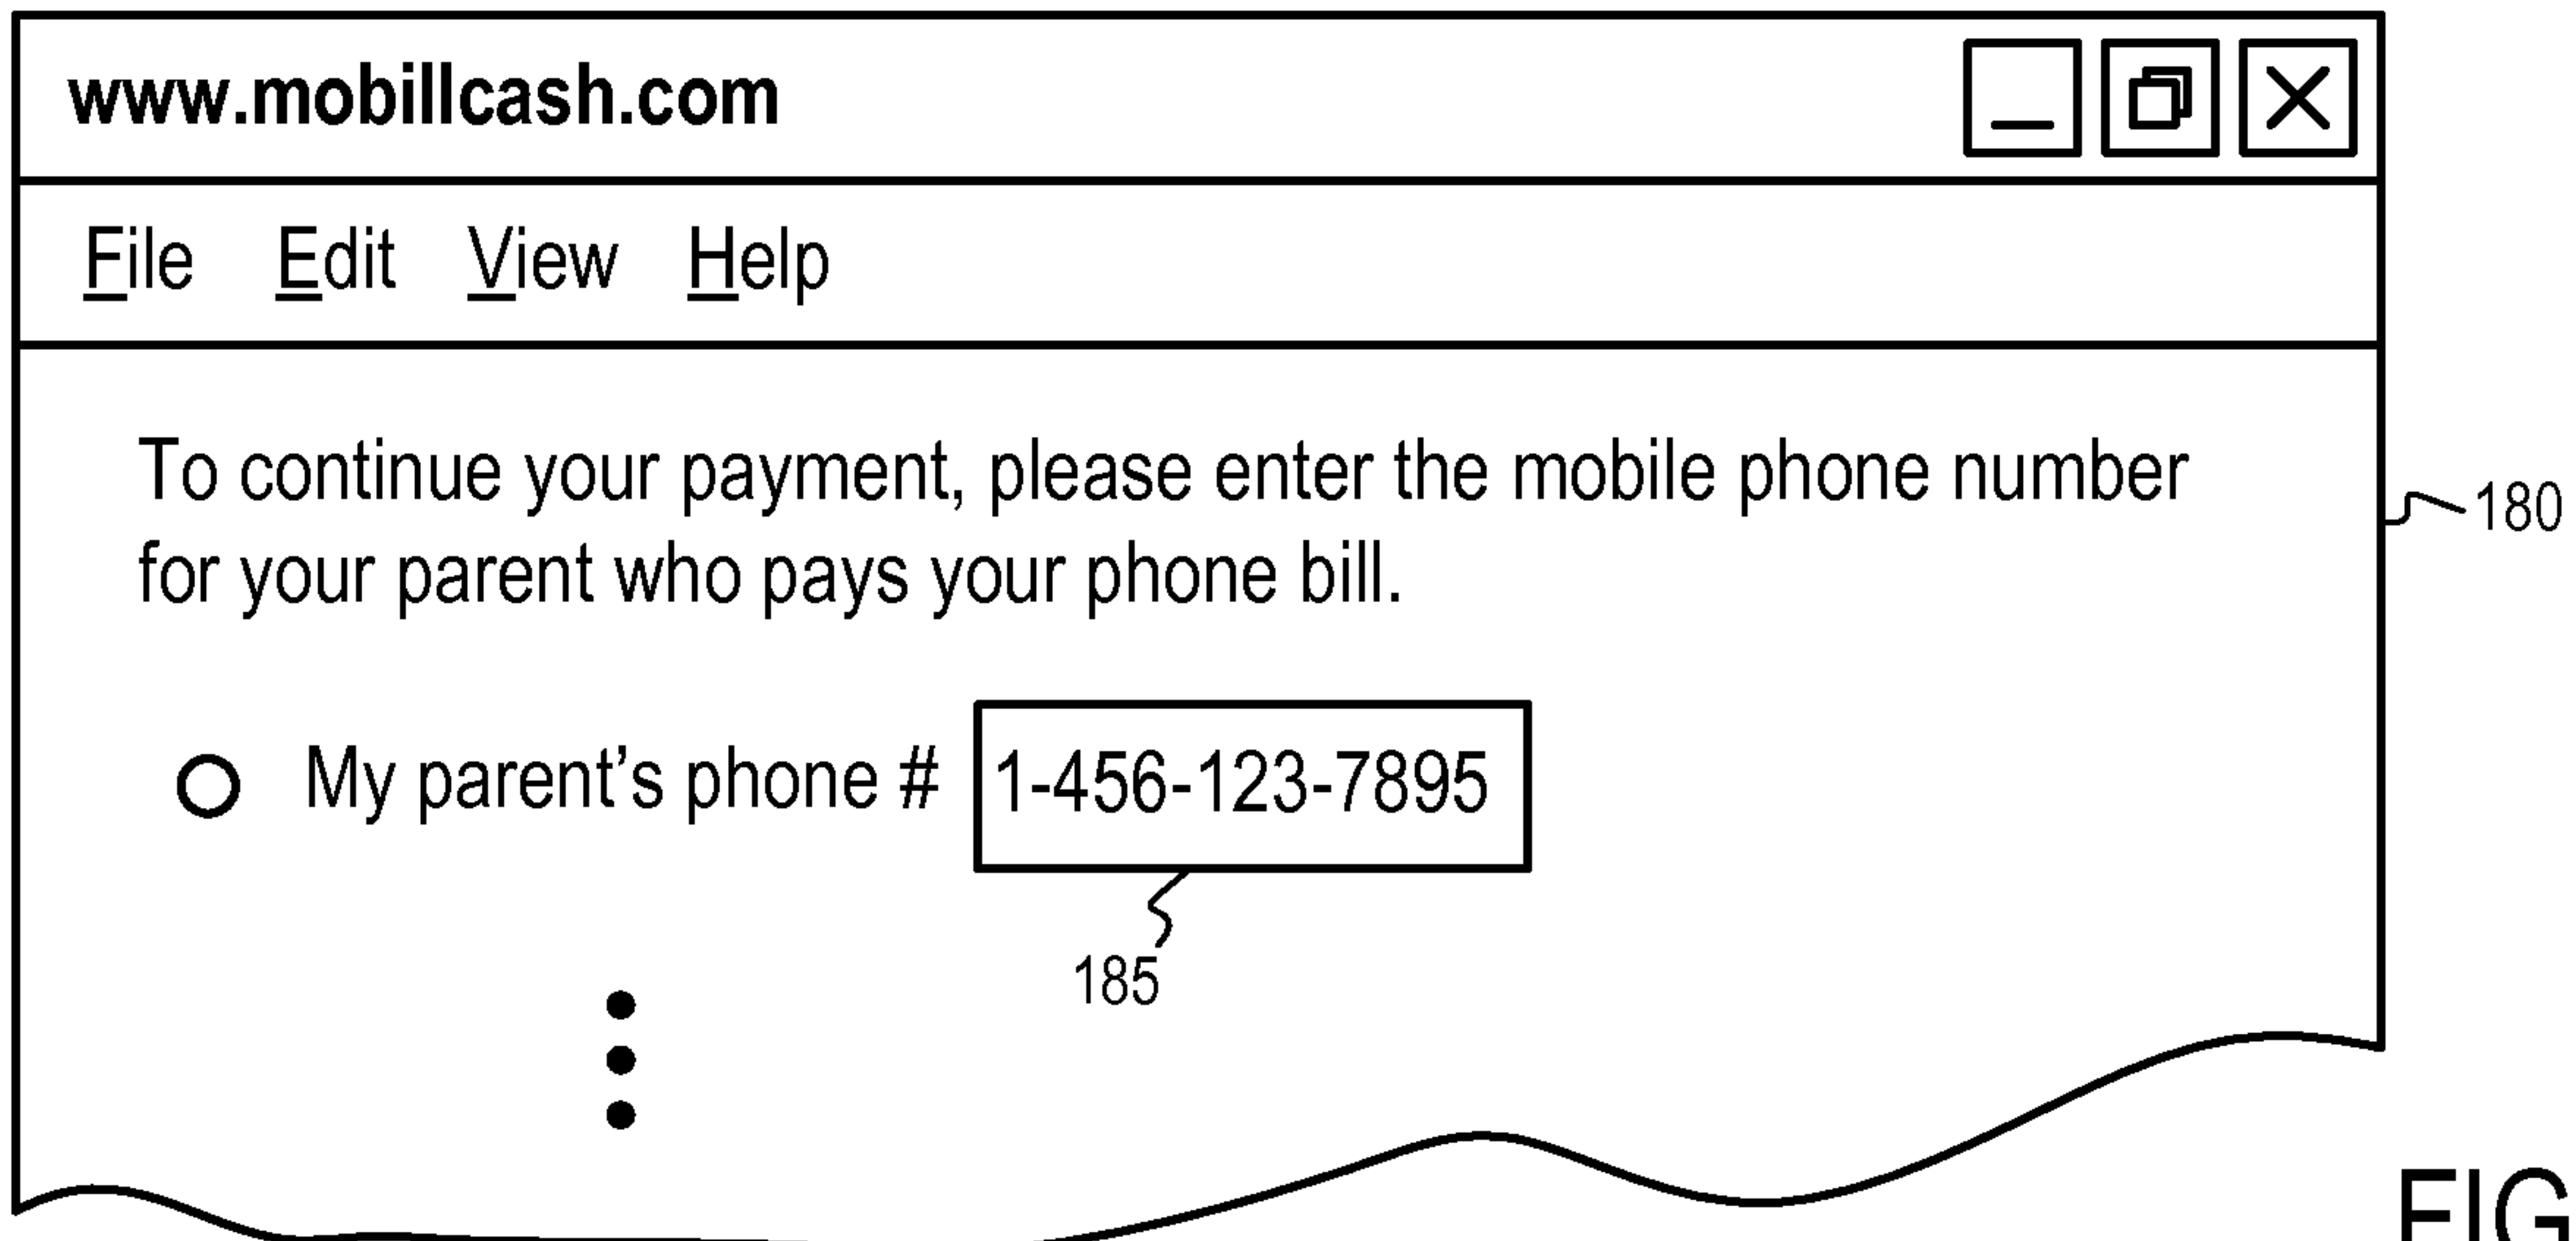 www.mobillcash.com
File Edit View Help
To continue your payment, please enter the mobile phone number
for your parent who pays your phone bill.
180
My parent’s phone # 1-456-123-7895
185
FIG